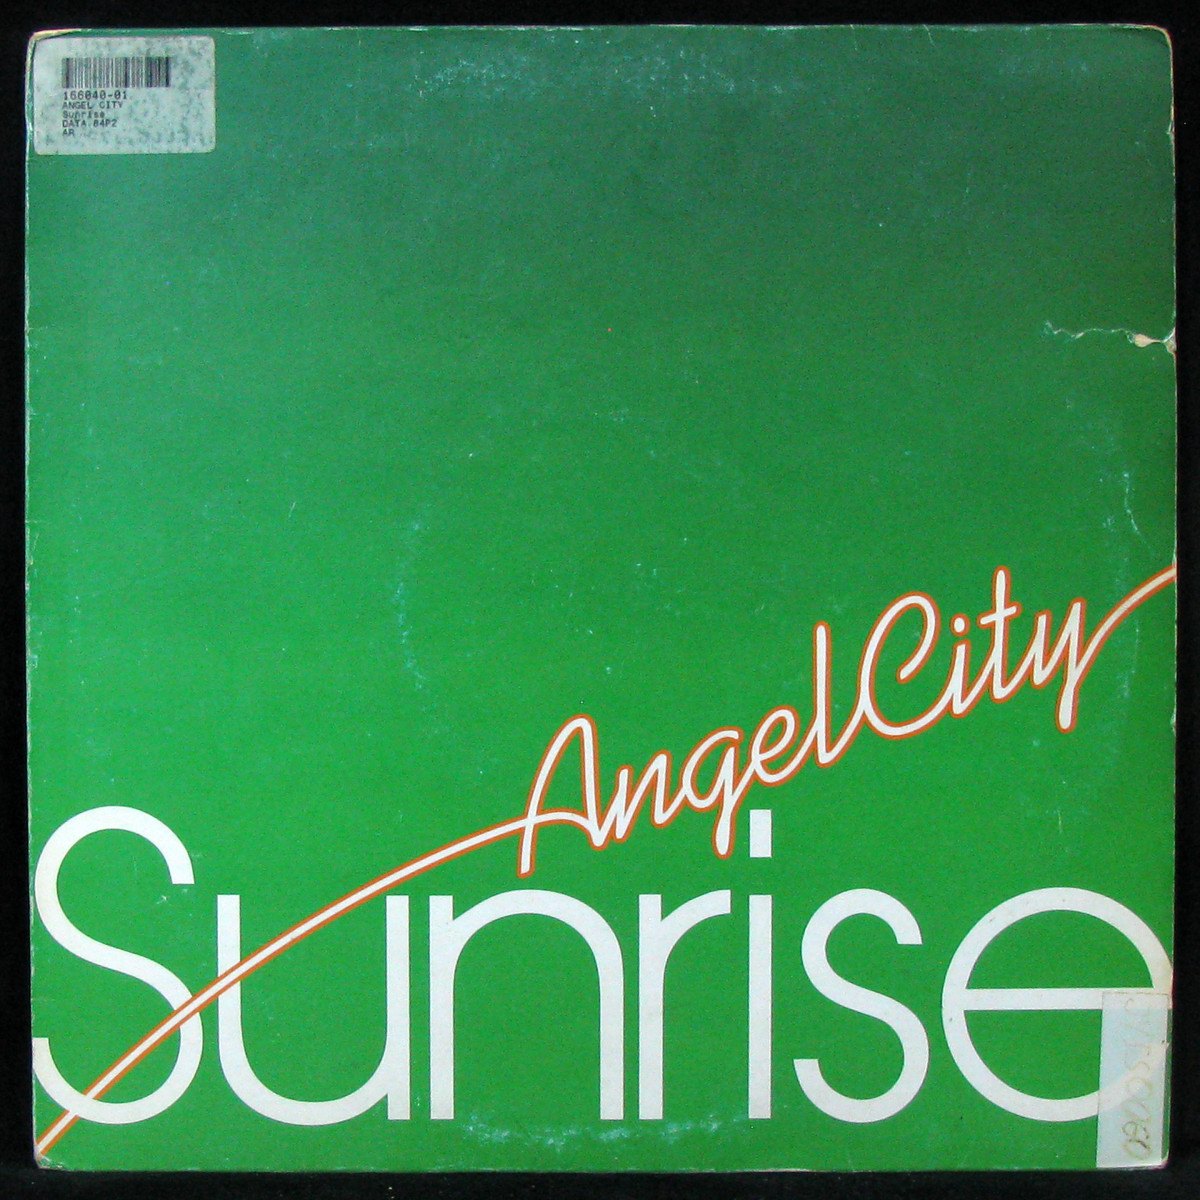 166040-01
ANGEL CITY
Sunrise
DATA 84P2
AR
Angel City
Sunrise